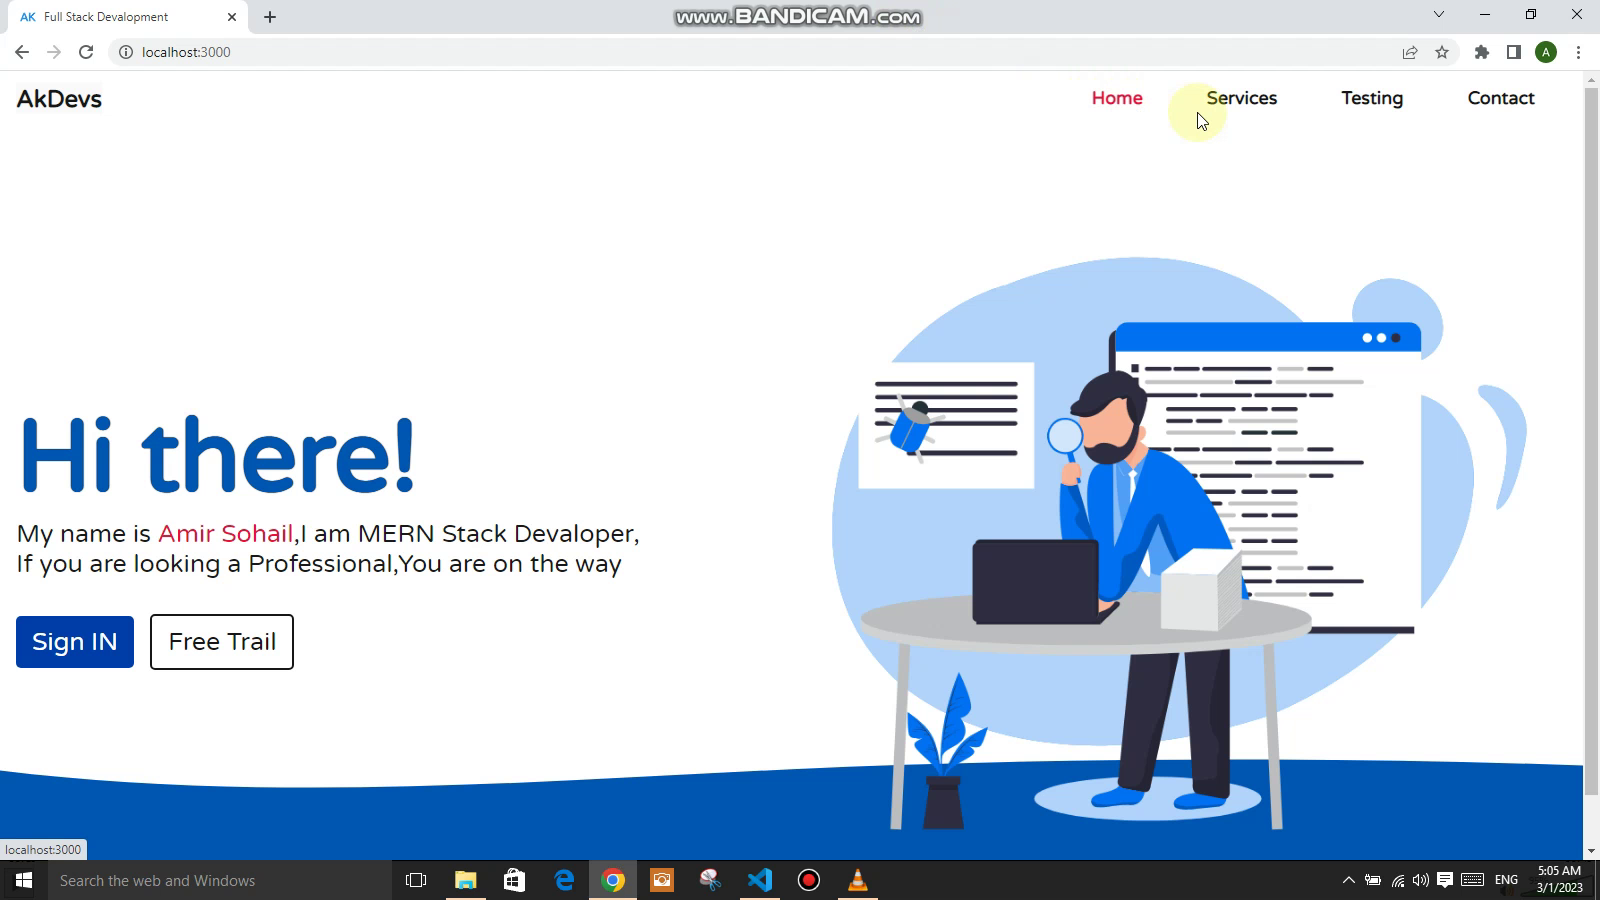 AK Full Stack Devalopment
www.BANDICAM.com
localhost:3000
A
AkDevs
Home
Services
Testing
Contact
Hi there!
My name is Amir Sohail,I am MERN Stack Devaloper,
If you are looking a Professional,You are on the way
Sign IN
Free Trail
localhost:3000
Search the web and Windows
ENG
5:05 AM
3/1/2023